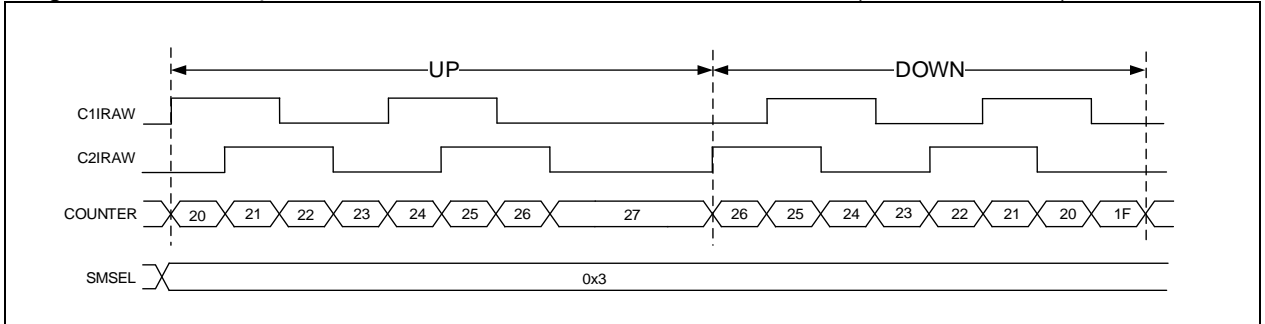 UP DOWN
C1IRAW
C2IRAW
COUNTER 20 21 22 23 24 25 26 27 26 25 24 23 22 21 20 1F
SMSEL 0x3